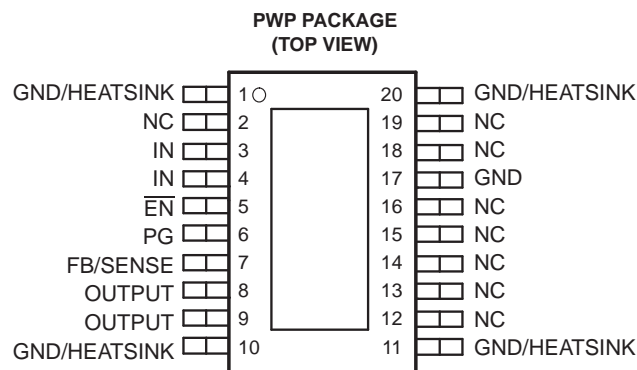 PWP PACKAGE
(TOP VIEW)
GND/HEATSINK 1 20 GND/HEATSINK
NC 2 19 NC
IN 3 18 NC
IN 4 17 GND
EN 5 16 NC
PG 6 15 NC
FB/SENSE 7 14 NC
OUTPUT 8 13 NC
OUTPUT 9 12 NC
GND/HEATSINK 10 11 GND/HEATSINK